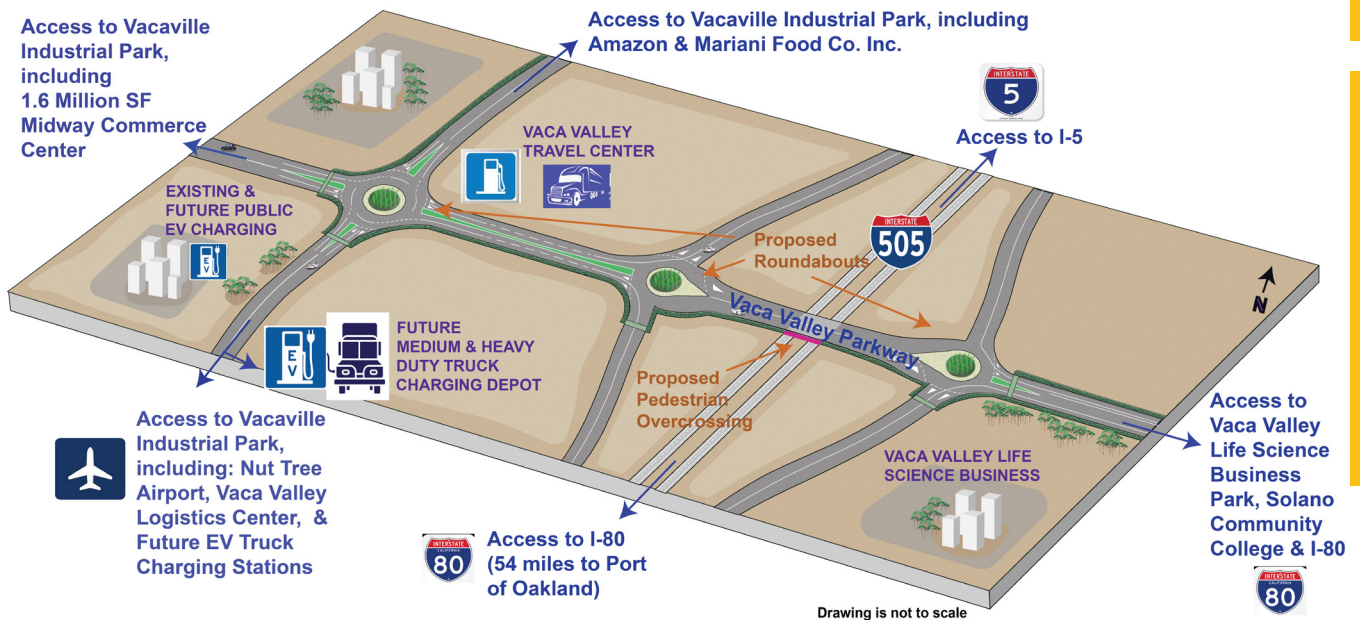 Access to Vacaville
Industrial Park,
including
1.6 Million SF
Midway Commerce
Center
Access to Vacaville Industrial Park, including
Amazon & Mariani Food Co. Inc.
INTERSTATE
5
Access to I-5
VACA VALLEY
TRAVEL CENTER
EXISTING &
FUTURE PUBLIC
EV CHARGING
E
V
INTERSTATE
505
Proposed
Roundabouts
N
Vaca Valley Parkway
E
V
FUTURE
MEDIUM & HEAVY
DUTY TRUCK
CHARGING DEPOT
Proposed
Pedestrian
Overcrossing
Access to Vacaville
Industrial Park,
including: Nut Tree
Airport, Vaca Valley
Logistics Center, &
Future EV Truck
Charging Stations
VACA VALLEY LIFE
SCIENCE BUSINESS
Access to
Vaca Valley
Life Science
Business
Park, Solano
Community
College & I-80
INTERSTATE
CALIFORNIA
80
Access to I-80
(54 miles to Port
of Oakland)
INTERSTATE
CALIFORNIA
80
Drawing is not to scale